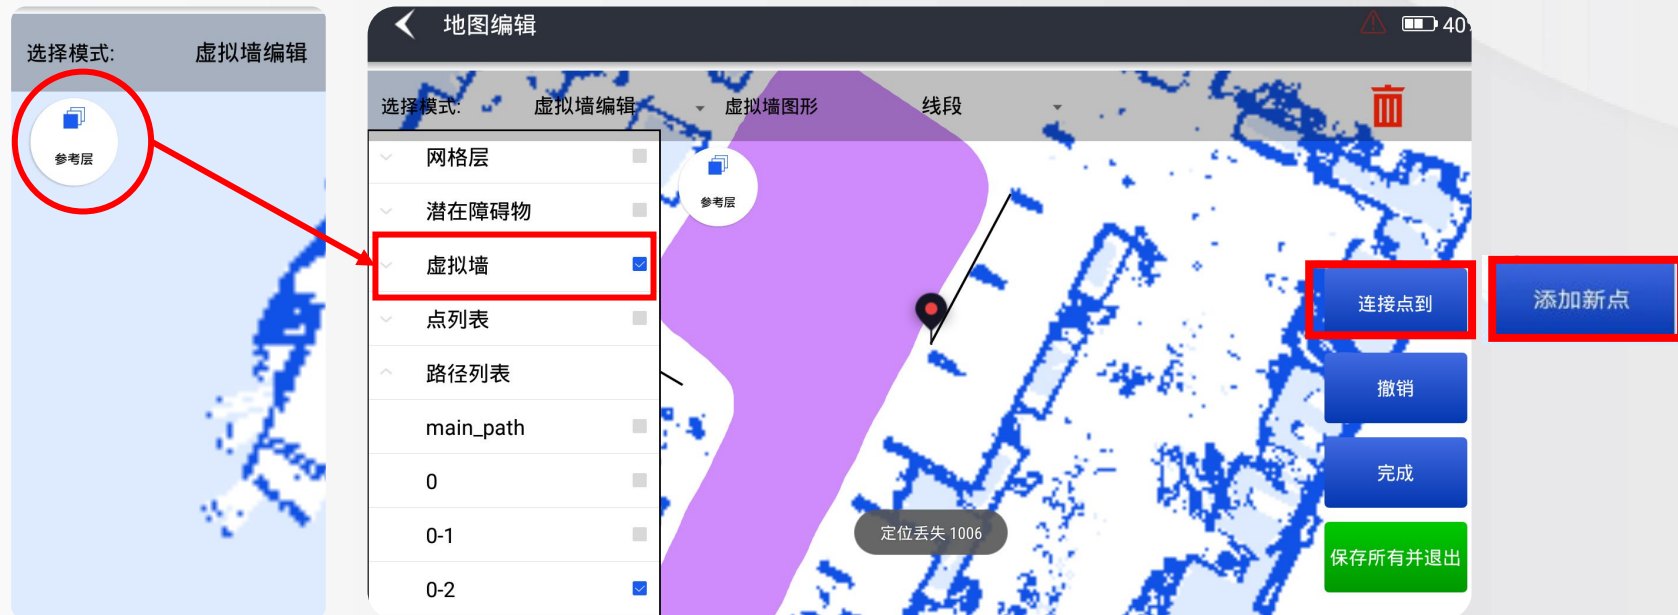 选择模式: 虚拟墙编辑
参考层
地图编辑
40
选择模式: 虚拟墙编辑 虚拟墙图形 线段
网格层
潜在障碍物
虚拟墙
点列表
路径列表
main_path
0
0-1
0-2
参考层
连接点到
添加新点
撤销
完成
定位丢失 1006
保存所有并退出